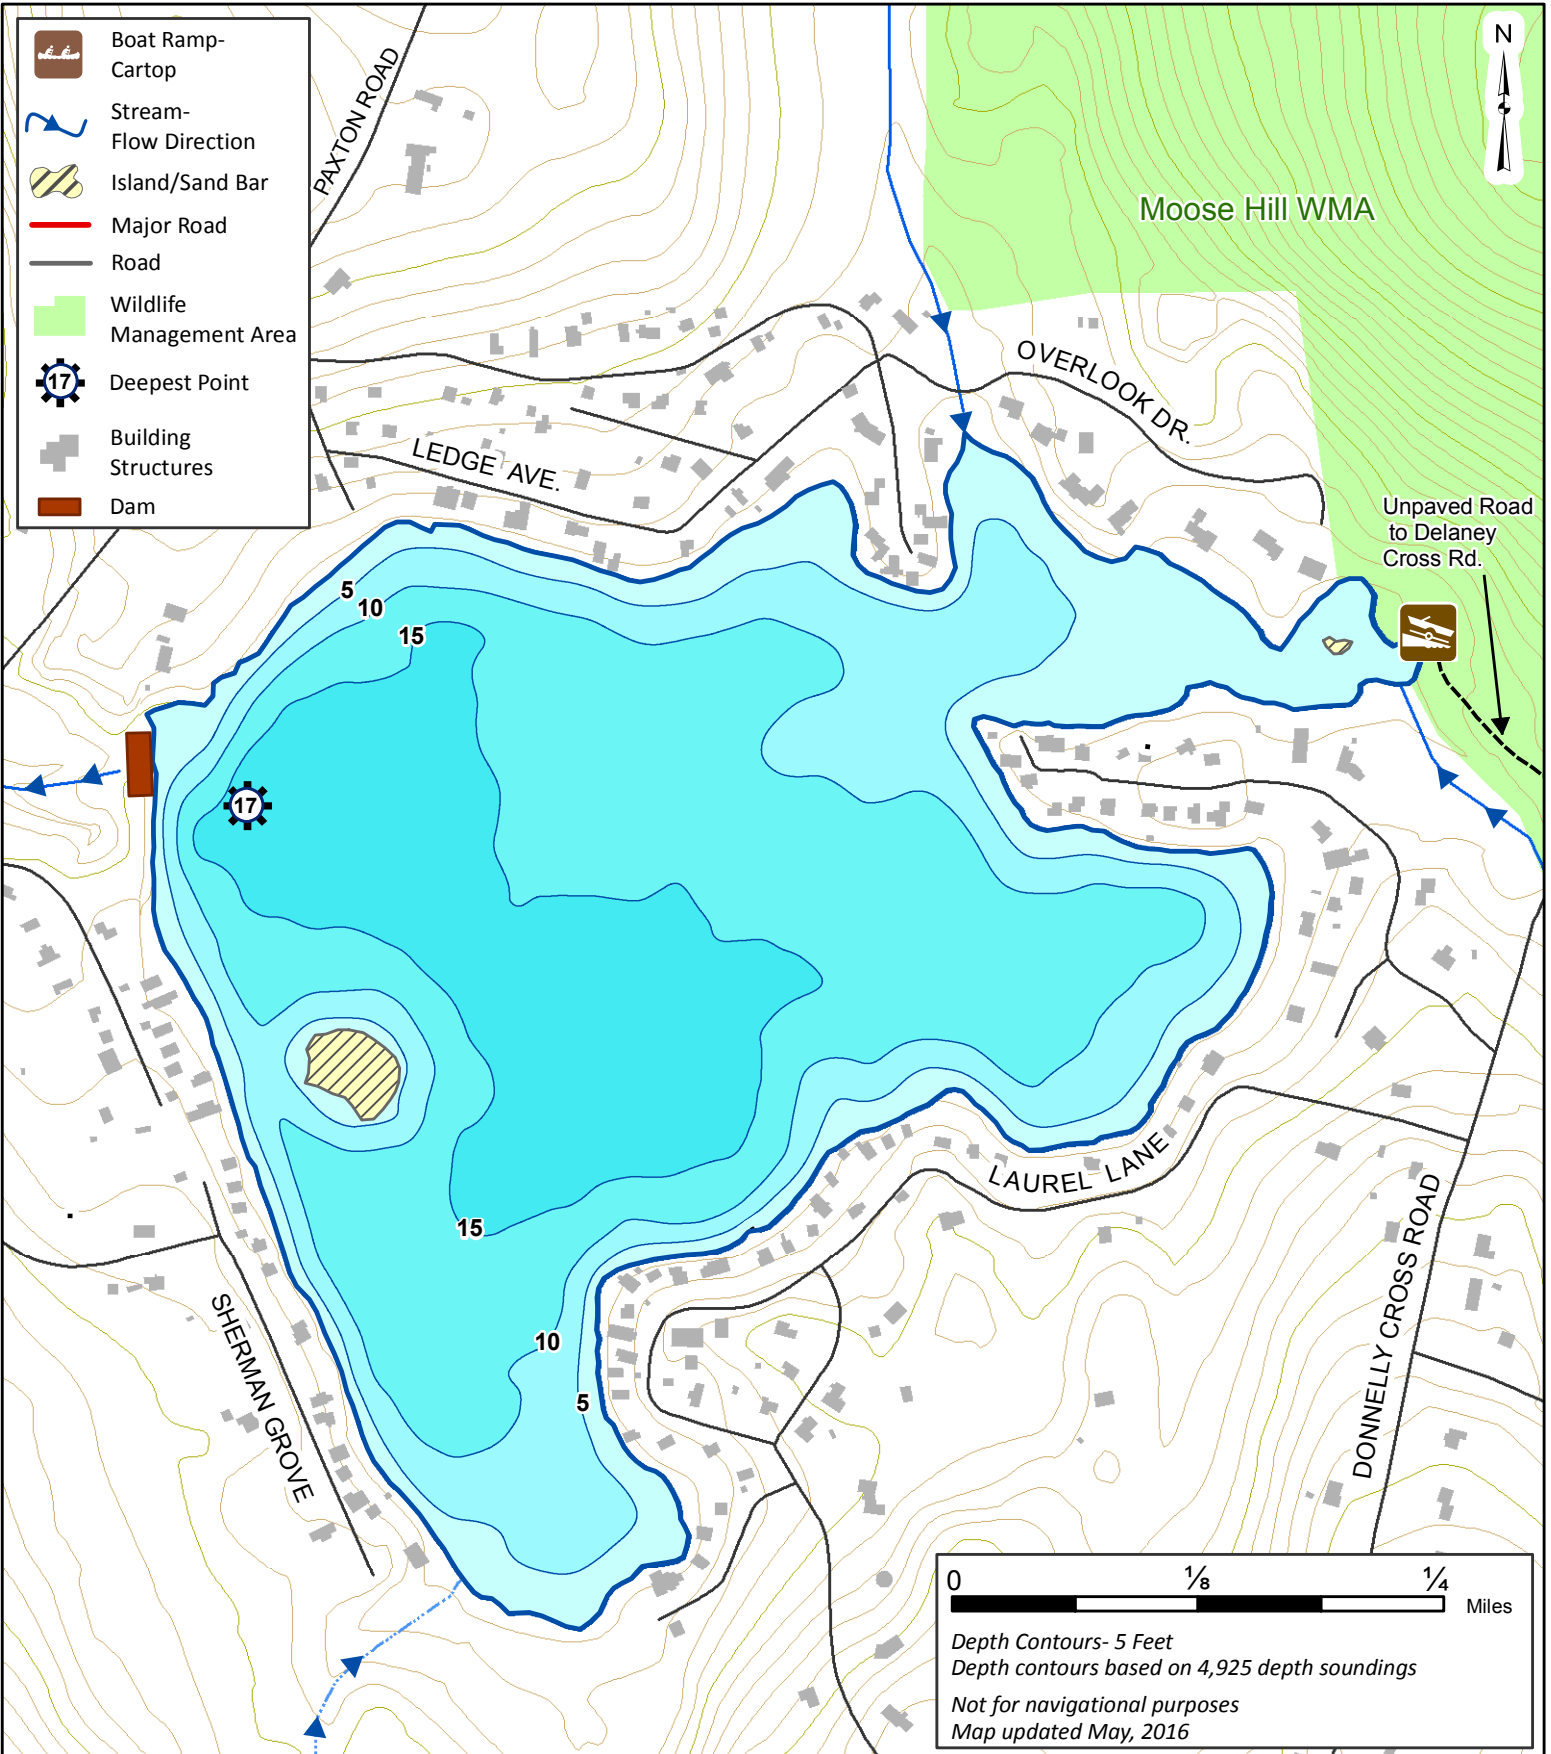 Boat Ramp-
Cartop
Stream-
Flow Direction
Island/Sand Bar
Major Road
Road
Wildlife
Management Area
17
Deepest Point
Building
Structures
Dam
PAXTON ROAD
N
Moose Hill WMA
OVERLOOK DR.
LEDGE AVE.
Unpaved Road
to Delaney
Cross Rd.
5
10
15
17
15
10
5
LAUREL LANE
SHERMAN GROVE
DONNELLY CROSS ROAD
0 ⅛ ¼
Miles
Depth Contours- 5 Feet
Depth contours based on 4,925 depth soundings
Not for navigational purposes
Map updated May, 2016